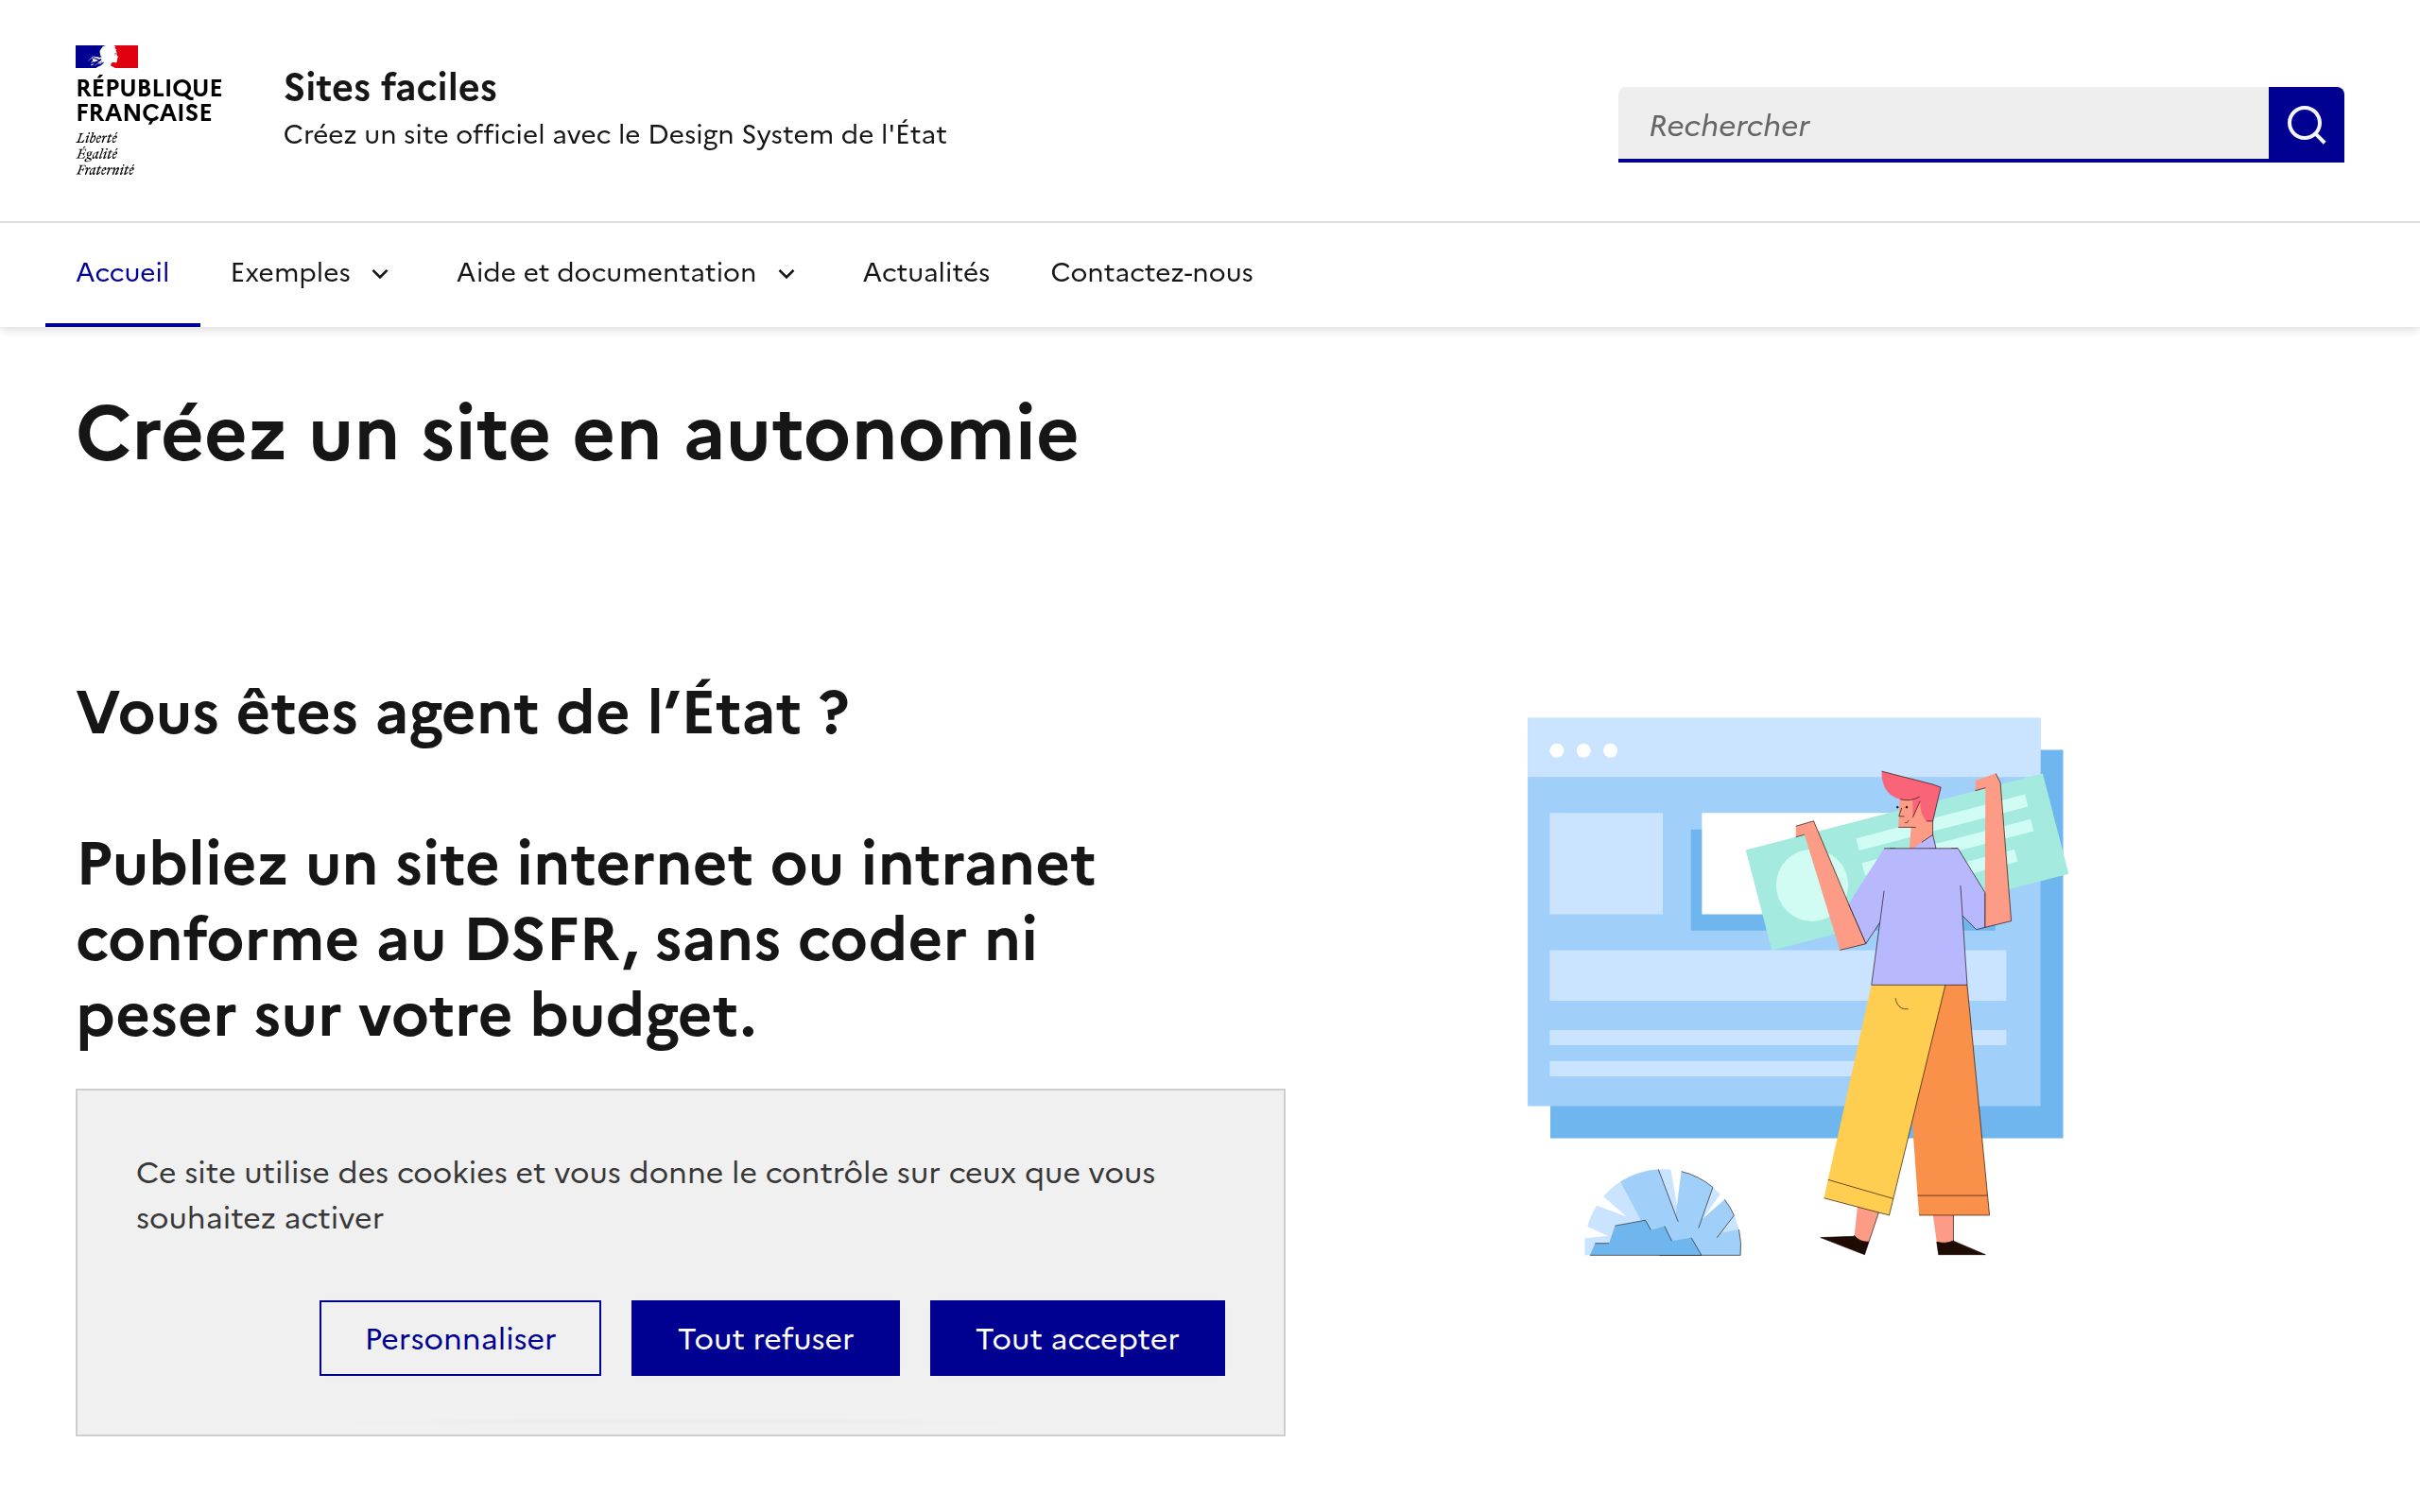 RÉPUBLIQUE
FRANÇAISE
Liberté
Égalité
Fraternité
Sites faciles
Créez un site officiel avec le Design System de l'État
Rechercher
Accueil
Exemples
Aide et documentation
Actualités
Contactez-nous
Créez un site en autonomie
Vous êtes agent de l’État ?
Publiez un site internet ou intranet
conforme au DSFR, sans coder ni
peser sur votre budget.
Ce site utilise des cookies et vous donne le contrôle sur ceux que vous
souhaitez activer
Personnaliser
Tout refuser
Tout accepter